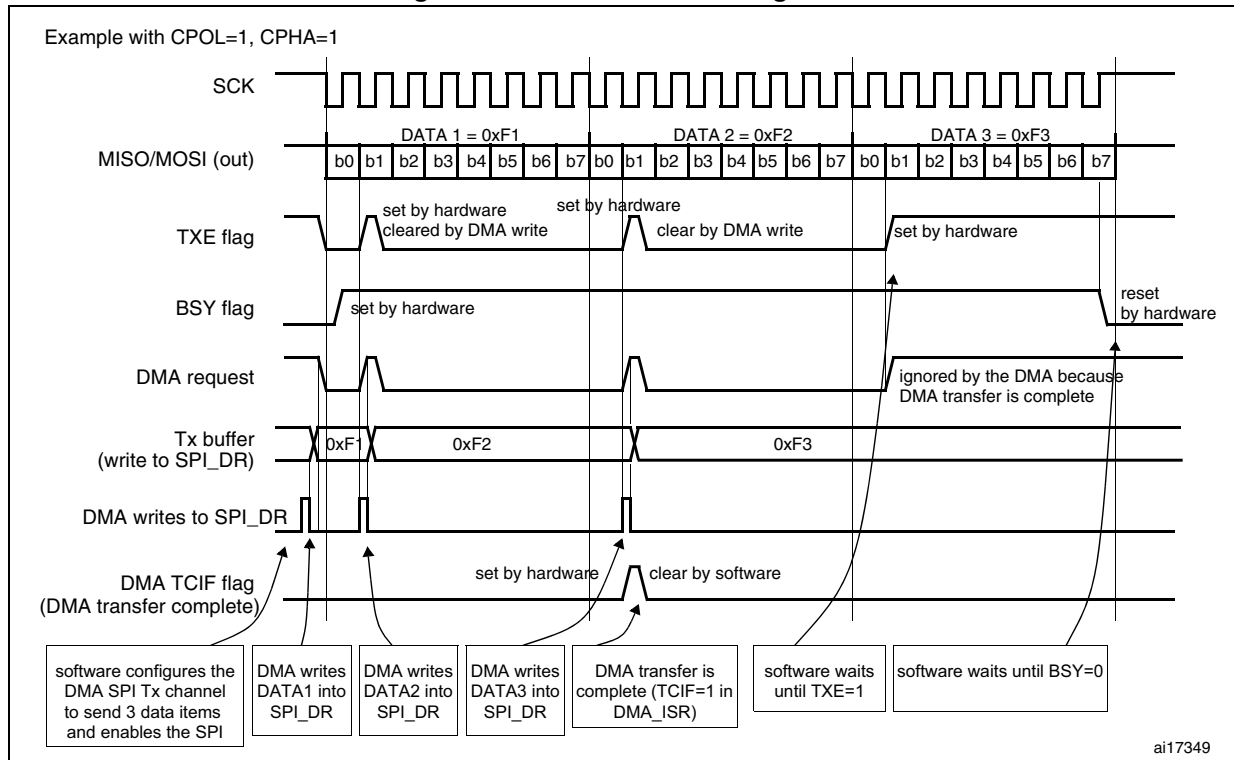 Example with CPOL=1, CPHA=1
SCK
DATA 1 = 0xF1
DATA 2 = 0xF2
DATA 3 = 0xF3
MISO/MOSI (out)
b0 b1 b2 b3 b4 b5 b6 b7 b0 b1 b2 b3 b4 b5 b6 b7 b0 b1 b2 b3 b4 b5 b6 b7
TXE flag
set by hardware
cleared by DMA write
set by hardware
clear by DMA write
set by hardware
BSY flag
set by hardware
reset
by hardware
DMA request
ignored by the DMA because
DMA transfer is complete
Tx buffer
(write to SPI_DR)
0xF1
0xF2
0xF3
DMA writes to SPI_DR
DMA TCIF flag
(DMA transfer complete)
set by hardware
clear by software
software configures the
DMA SPI Tx channel
to send 3 data items
and enables the SPI
DMA writes
DATA1 into
SPI_DR
DMA writes
DATA2 into
SPI_DR
DMA writes
DATA3 into
SPI_DR
DMA transfer is
complete (TCIF=1 in
DMA_ISR)
software waits
until TXE=1
software waits until BSY=0
ai17349